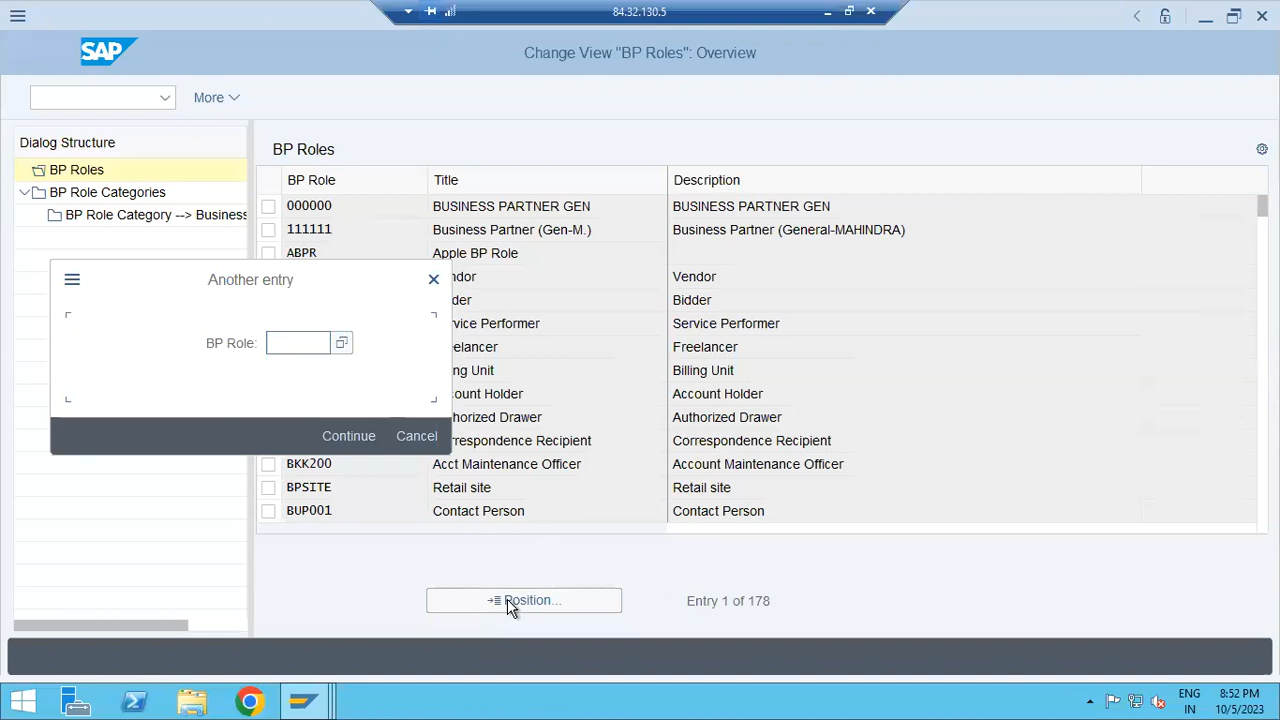 84.32.130.5
SAP
Change View "BP Roles": Overview
More
Dialog Structure
BP Roles
BP Role Categories
BP Role Category --> Business
BP Roles
BP Role Title Description
000000 BUSINESS PARTNER GEN BUSINESS PARTNER GEN
111111 Business Partner (Gen-M.) Business Partner (General-MAHINDRA)
ABPR Apple BP Role
ndor Vendor
dder Bidder
rvice Performer Service Performer
eelancer Freelancer
ng Unit Billing Unit
count Holder Account Holder
thorized Drawer Authorized Drawer
rrespondence Recipient Correspondence Recipient
BKK200 Acct Maintenance Officer Account Maintenance Officer
BPSITE Retail site Retail site
BUP001 Contact Person Contact Person
Another entry
BP Role:
Continue Cancel
Position... Entry 1 of 178
ENG 8:52 PM
IN 10/5/2023